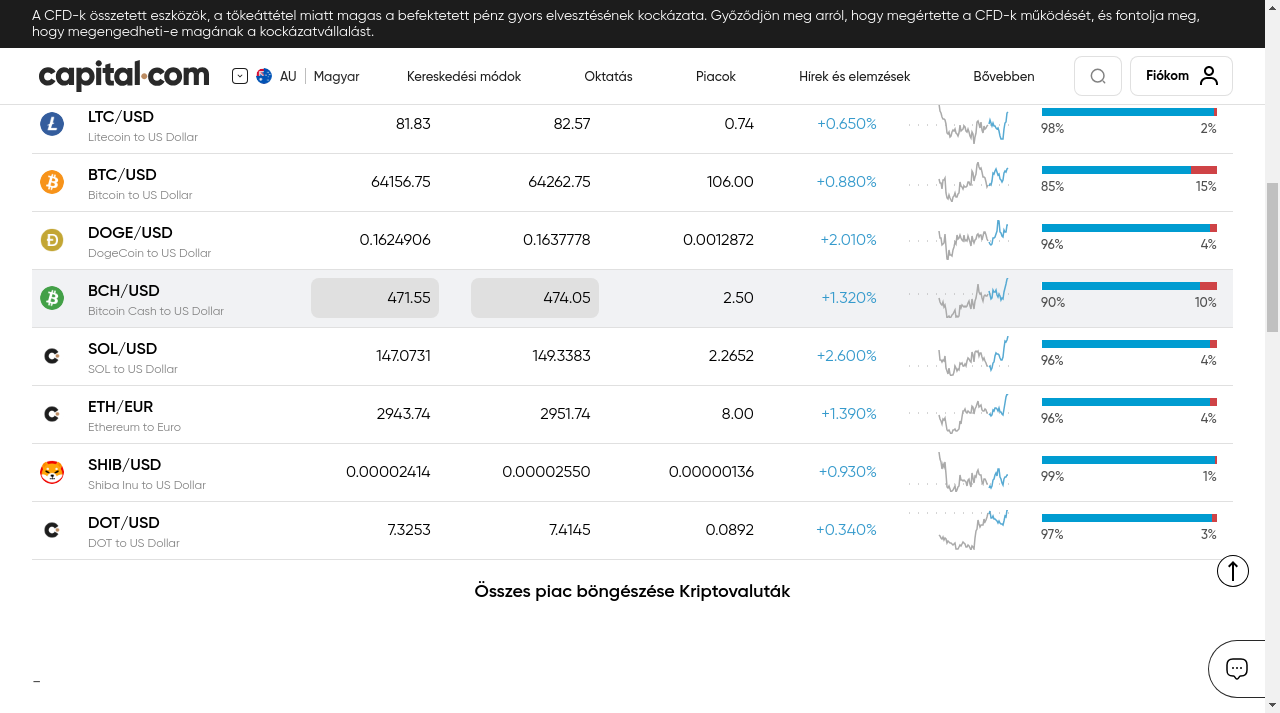 A CFD-k összetett eszközök, a tőkeáttétel miatt magas a befektetett pénz gyors elvesztésének kockázata. Győződjön meg arról, hogy megértette a CFD-k működését, és fontolja meg,
hogy megengedheti-e magának a kockázatvállalást.
capital.com AU Magyar Kereskedési módok Oktatás Piacok Hírek és elemzések Bővebben Fiókom
LTC/USD 81.83 82.57 0.74 +0.650%
Litecoin to US Dollar 98% 2%
BTC/USD 64156.75 64262.75 106.00 +0.880%
Bitcoin to US Dollar 85% 15%
DOGE/USD 0.1624906 0.1637778 0.0012872 +2.010%
DogeCoin to US Dollar 96% 4%
BCH/USD 471.55 474.05 2.50 +1.320%
Bitcoin Cash to US Dollar 90% 10%
SOL/USD 147.0731 149.3383 2.2652 +2.600%
SOL to US Dollar 96% 4%
ETH/EUR 2943.74 2951.74 8.00 +1.390%
Ethereum to Euro 96% 4%
SHIB/USD 0.00002414 0.00002550 0.00000136 +0.930%
Shiba Inu to US Dollar 99% 1%
DOT/USD 7.3253 7.4145 0.0892 +0.340%
DOT to US Dollar 97% 3%
Összes piac böngészése Kriptovaluták
–